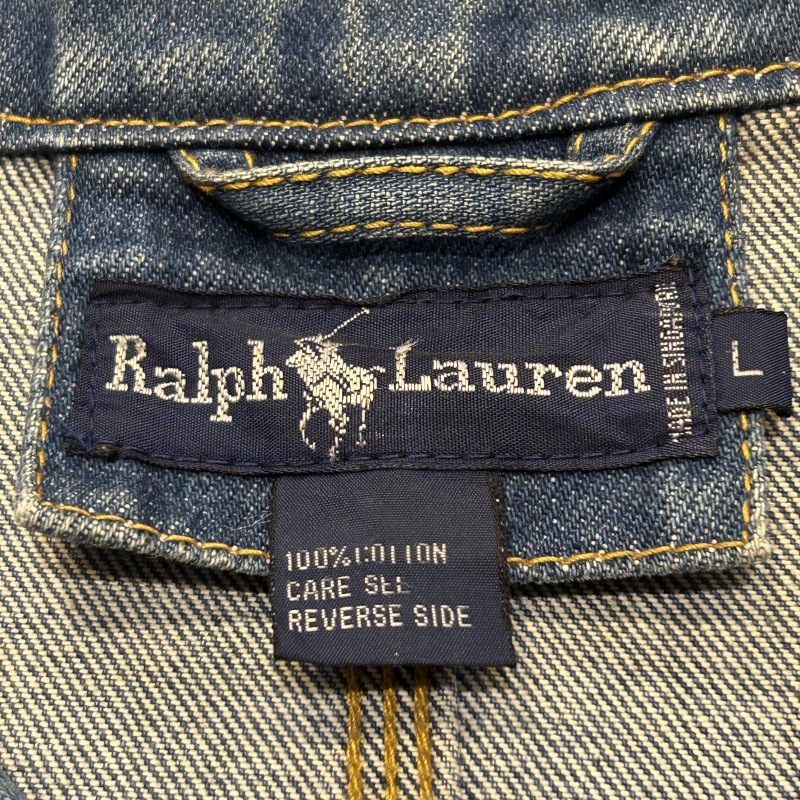 Ralph Lauren
MADE IN SINGAPORE
L
100% COTTON
CARE SEE
REVERSE SIDE